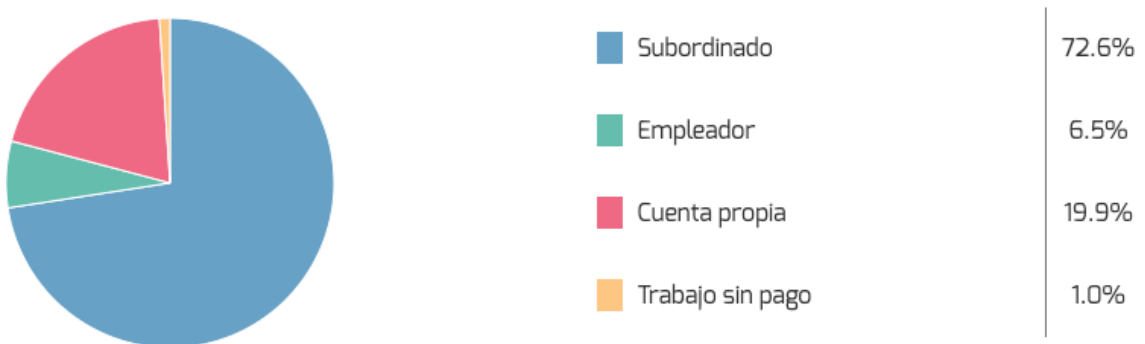 Subordinado 72.6%
Empleador 6.5%
Cuenta propia 19.9%
Trabajo sin pago 1.0%